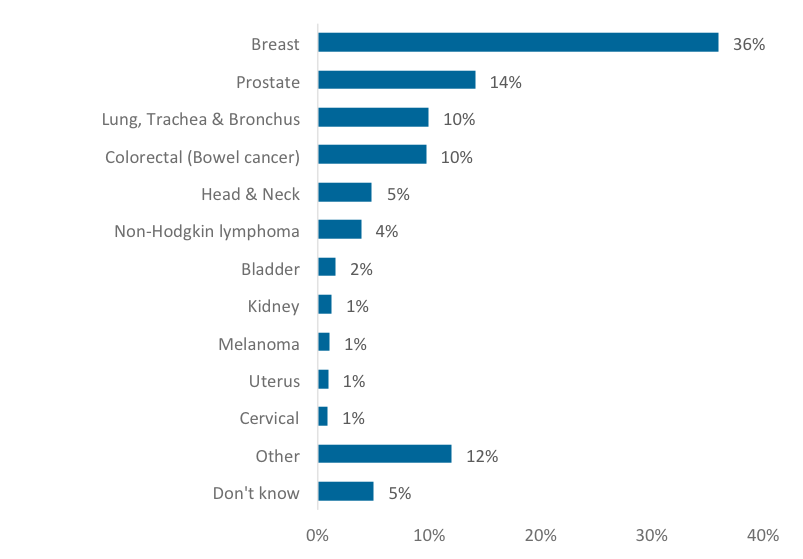 Breast 36%
Prostate 14%
Lung, Trachea & Bronchus 10%
Colorectal (Bowel cancer) 10%
Head & Neck 5%
Non-Hodgkin lymphoma 4%
Bladder 2%
Kidney 1%
Melanoma 1%
Uterus 1%
Cervical 1%
Other 12%
Don't know 5%
0% 10% 20% 30% 40%